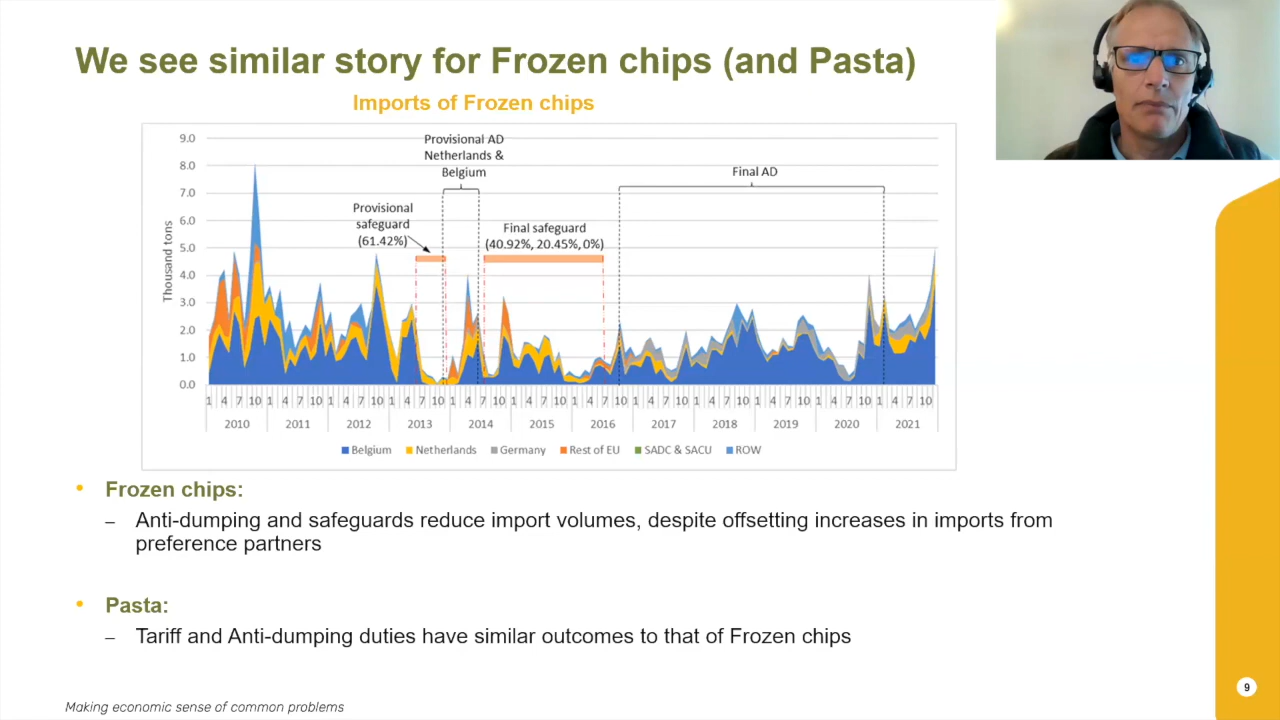 We see similar story for Frozen chips (and Pasta)
Imports of Frozen chips
9.0
8.0
7.0
6.0
5.0
4.0
3.0
2.0
1.0
0.0
Thousand tons
Provisional AD
Netherlands &
Belgium
Provisional
safeguard
(61.42%)
Final safeguard
(40.92%, 20.45%, 0%)
Final AD
1 4 7 10 1 4 7 10 1 4 7 10 1 4 7 10 1 4 7 10 1 4 7 10 1 4 7 10 1 4 7 10 1 4 7 10 1 4 7 10 1 4 7 10 1 4 7 10
2010 2011 2012 2013 2014 2015 2016 2017 2018 2019 2020 2021
Belgium Netherlands Germany Rest of EU SADC & SACU ROW
• Frozen chips:
– Anti-dumping and safeguards reduce import volumes, despite offsetting increases in imports from
preference partners
• Pasta:
– Tariff and Anti-dumping duties have similar outcomes to that of Frozen chips
9
Making economic sense of common problems